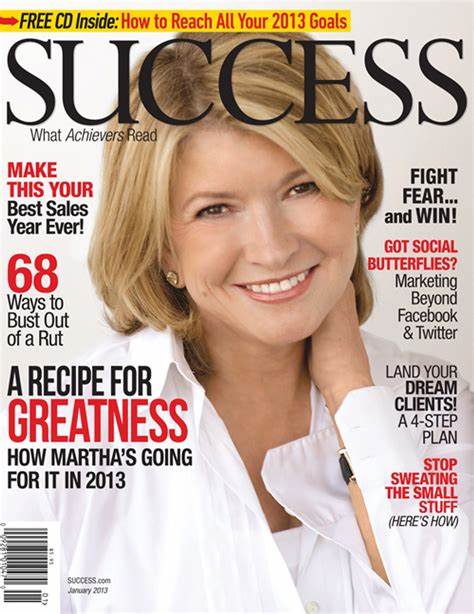 FREE CD Inside: How to Reach All Your 2013 Goals
SUCCESS
What Achievers Read
MAKE
THIS YOUR
Best Sales
Year Ever!
68
Ways to
Bust Out
of a Rut
A RECIPE FOR
GREATNESS
HOW MARTHA'S GOING
FOR IT IN 2013
FIGHT
FEAR...
and WIN!
GOT SOCIAL
BUTTERFLIES?
Marketing
Beyond
Facebook
& Twitter
LAND YOUR
DREAM
CLIENTS!
A 4-STEP
PLAN
STOP
SWEATING
THE SMALL
STUFF
(HERE'S HOW)
SUCCESS.com
January 2013